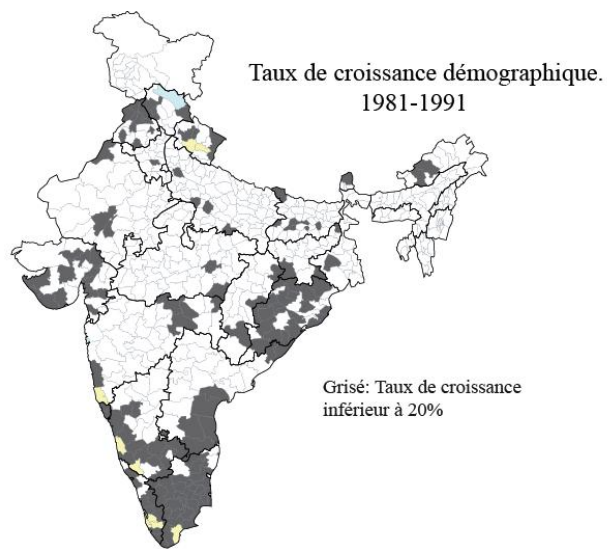 Taux de croissance démographique.
1981-1991
Grisé: Taux de croissance
inférieur à 20%